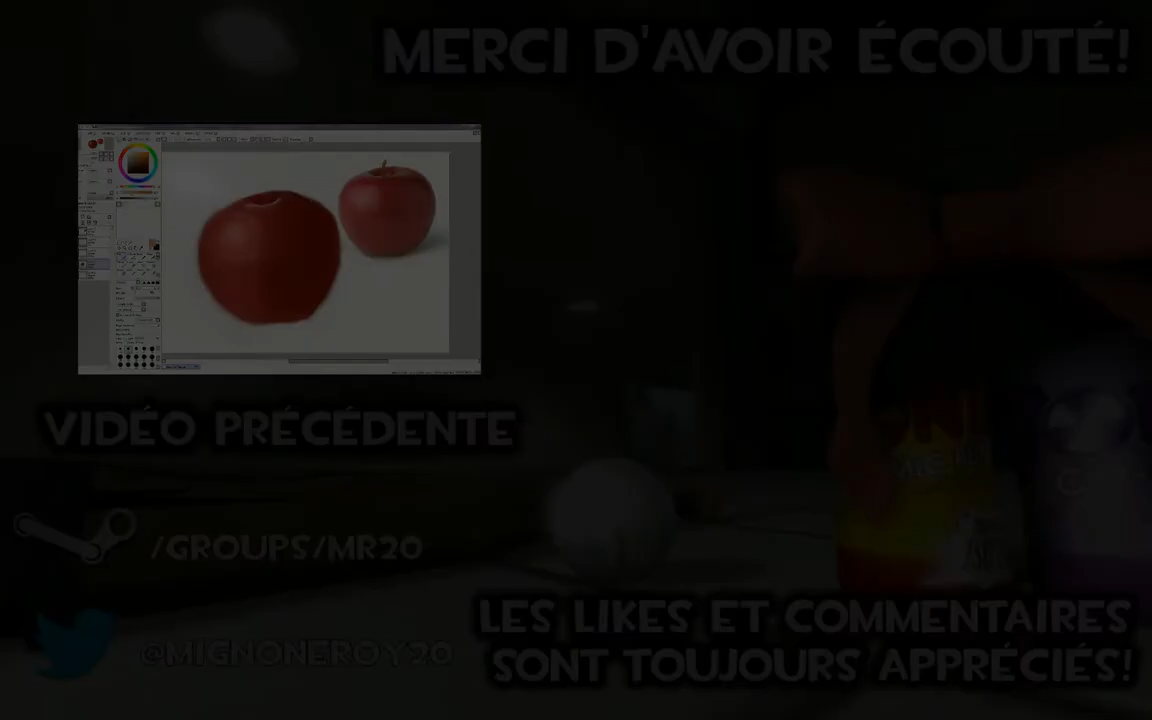 MERCI D'AVOIR ÉCOUTÉ!
VIDÉO PRÉCÉDENTE
/GROUPS/MR20
@MIGNONEROY20
LES LIKES ET COMMENTAIRES
SONT TOUJOURS APPRÉCIÉS!